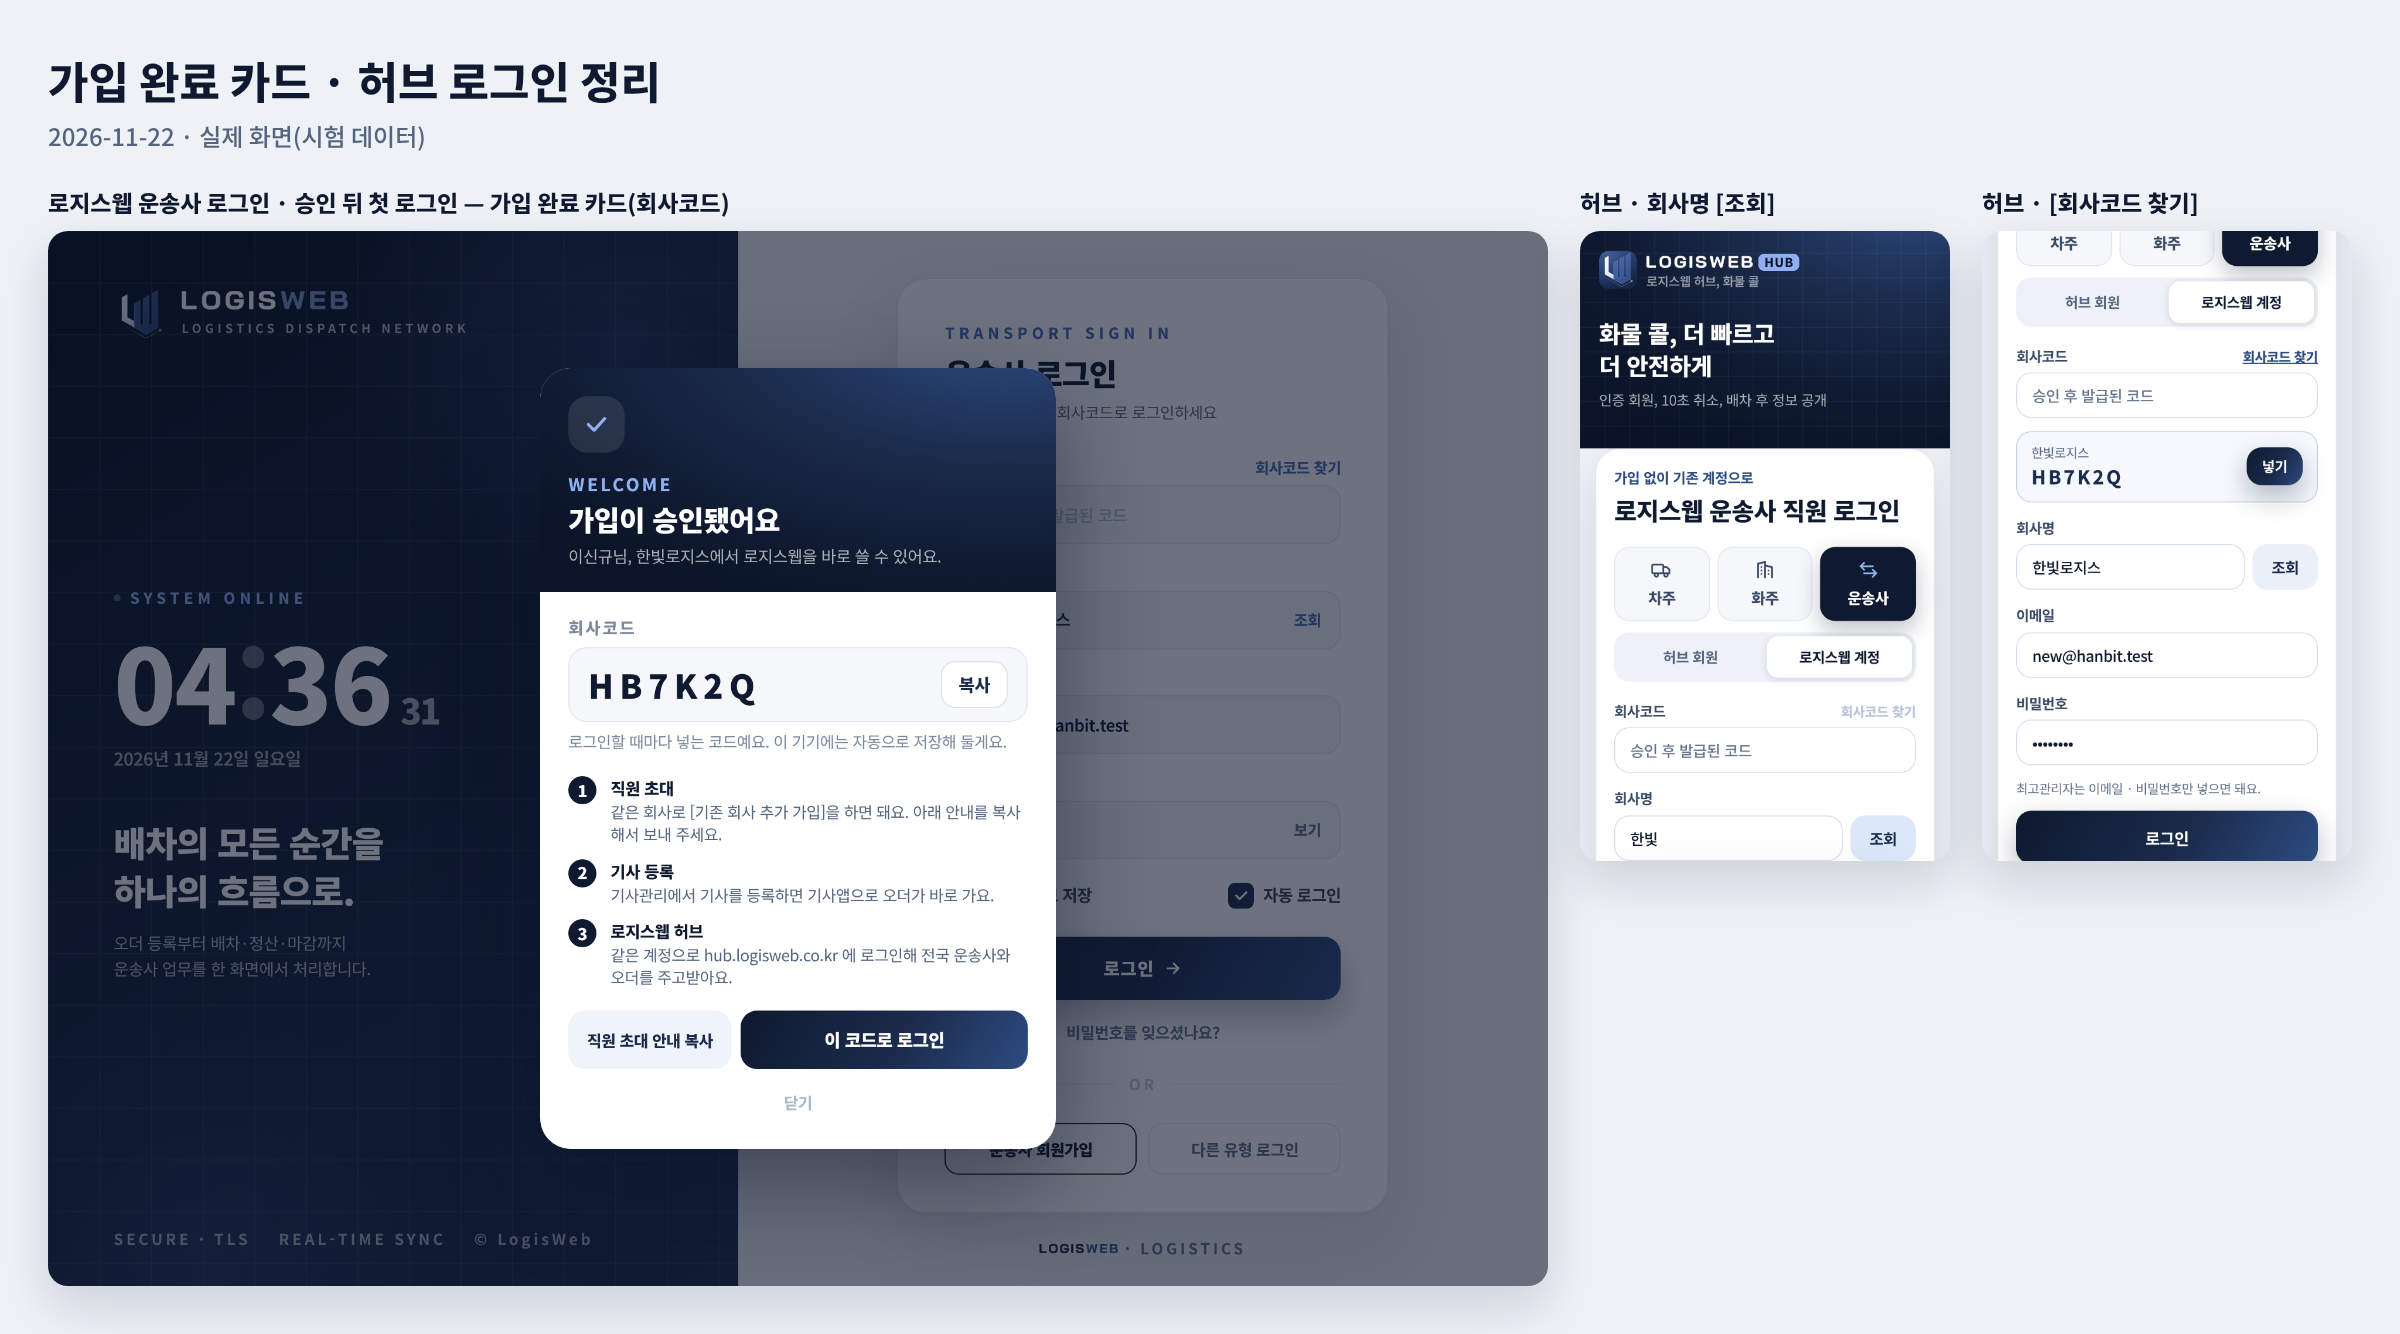 가입 완료 카드 · 허브 로그인 정리
2026-11-22 · 실제 화면(시험 데이터)
로지스웹 운송사 로그인 · 승인 뒤 첫 로그인 — 가입 완료 카드(회사코드)
LOGISWEB
LOGISTICS DISPATCH NETWORK
SYSTEM ONLINE
04:36 31
2026년 11월 22일 일요일
배차의 모든 순간을
하나의 흐름으로.
오더 등록부터 배차·정산·마감까지
운송사 업무를 한 화면에서 처리합니다.
SECURE · TLS REAL-TIME SYNC © LogisWeb
WELCOME
가입이 승인됐어요
이신규님, 한빛로지스에서 로지스웹을 바로 쓸 수 있어요.
회사코드
HB7K2Q
복사
로그인할 때마다 넣는 코드예요. 이 기기에는 자동으로 저장해 둘게요.
1 직원 초대
같은 회사로 [기존 회사 추가 가입]을 하면 돼요. 아래 안내를 복사
해서 보내 주세요.
2 기사 등록
기사관리에서 기사를 등록하면 기사앱으로 오더가 바로 가요.
3 로지스웹 허브
같은 계정으로 hub.logisweb.co.kr 에 로그인해 전국 운송사와
오더를 주고받아요.
직원 초대 안내 복사
이 코드로 로그인
닫기
TRANSPORT SIGN IN
로그인
회사코드로 로그인하세요
회사코드 찾기
코드
조회
anbit.test
보기
저장
자동 로그인
로그인 →
비밀번호를 잊으셨나요?
OR
운송사 회원가입
다른 유형 로그인
LOGISWEB · LOGISTICS
허브 · 회사명 [조회]
LOGISWEB HUB
로지스웹 허브, 화물 콜
화물 콜, 더 빠르고
더 안전하게
인증 회원, 10초 취소, 배차 후 정보 공개
가입 없이 기존 계정으로
로지스웹 운송사 직원 로그인
차주
화주
운송사
허브 회원
로지스웹 계정
회사코드
회사코드 찾기
승인 후 발급된 코드
회사명
한빛
조회
허브 · [회사코드 찾기]
차주
화주
운송사
허브 회원
로지스웹 계정
회사코드
회사코드 찾기
승인 후 발급된 코드
한빛로지스
HB7K2Q
넣기
회사명
한빛로지스
조회
이메일
new@hanbit.test
비밀번호
••••••••
최고관리자는 이메일 · 비밀번호만 넣으면 돼요.
로그인